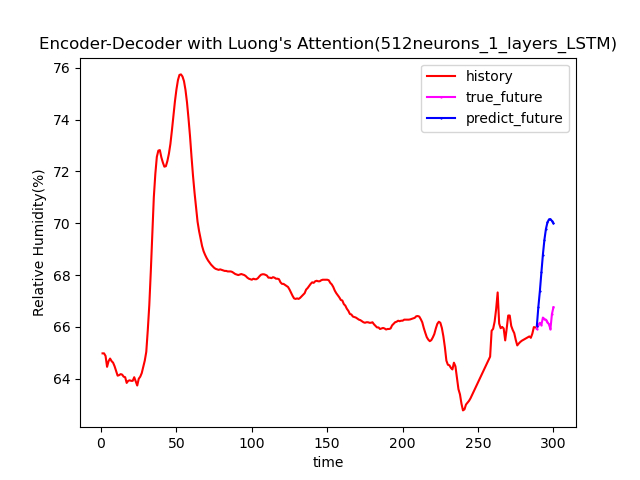 Encoder-Decoder with Luong's Attention(512neurons_1_layers_LSTM)
history
true_future
predict_future
Relative Humidity(%)
76
74
72
70
68
66
64
0 50 100 150 200 250 300
time